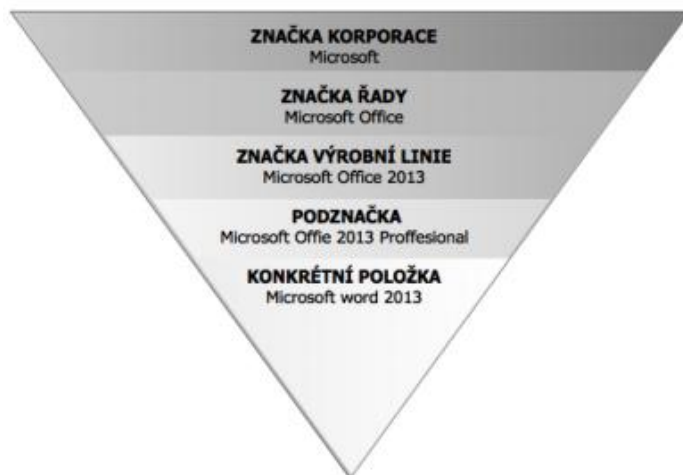 ZNAČKA KORPORACE
Microsoft
ZNAČKA ŘADY
Microsoft Office
ZNAČKA VÝROBNÍ LINIE
Microsoft Office 2013
PODZNAČKA
Microsoft Offie 2013 Proffesional
KONKRÉTNÍ POLOŽKA
Microsoft word 2013